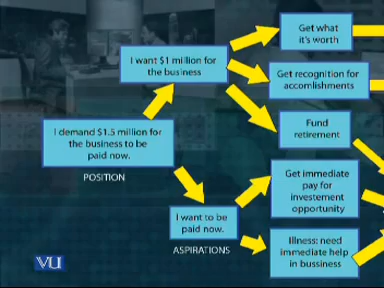 Get what
it's worth
I want $1 million for
the business
Get recognition for
accomlishments
I demand $1.5 million for
the business to be
paid now.
Fund
retirement
POSITION
Get immediate
pay for
investement
opportunity
I want to be
paid now.
ASPIRATIONS
Illness: need
immediate help
in bussiness
VU